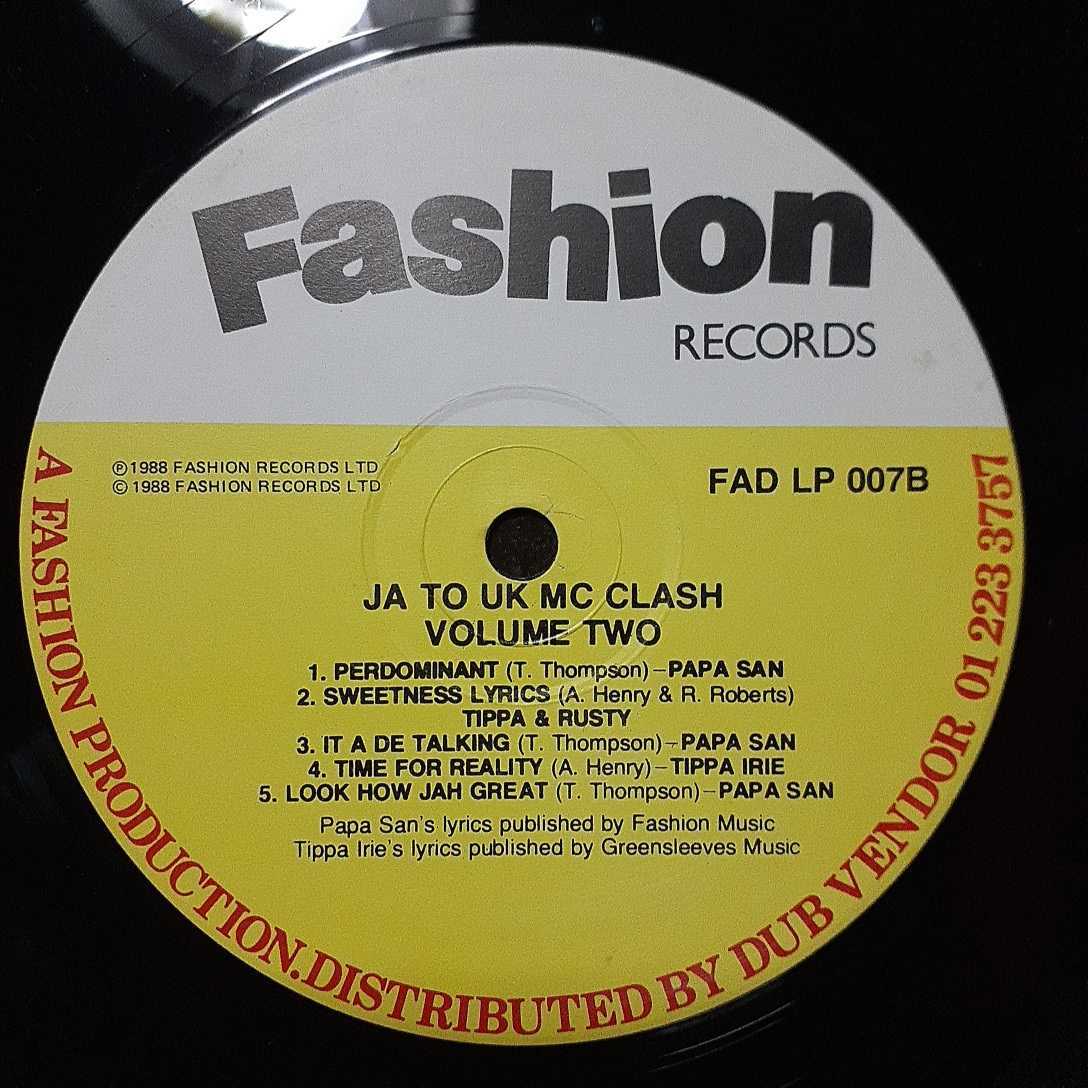 Fashion
RECORDS
℗1988 FASHION RECORDS LTD
©1988 FASHION RECORDS LTD
FAD LP 007B
JA TO UK MC CLASH
VOLUME TWO
1. PERDOMINANT (T. Thompson)–PAPA SAN
2. SWEETNESS LYRICS (A. Henry & R. Roberts)
TIPPA & RUSTY
3. IT A DE TALKING (T. Thompson)–PAPA SAN
4. TIME FOR REALITY (A. Henry)–TIPPA IRIE
5. LOOK HOW JAH GREAT (T. Thompson)–PAPA SAN
Papa San's lyrics published by Fashion Music
Tippa Irie's lyrics published by Greensleeves Music
A FASHION PRODUCTION.DISTRIBUTED BY DUB VENDOR 01 223 3757